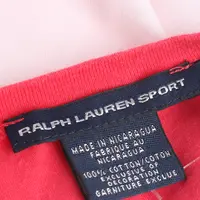 RALPH LAUREN SPORT
MADE IN NICARAGUA
FABRIQUE AU
NICARAGUA
100% COTTON/COTON
EXCLUSIVE OF
DECORATION
GARNITURE EXCLUE